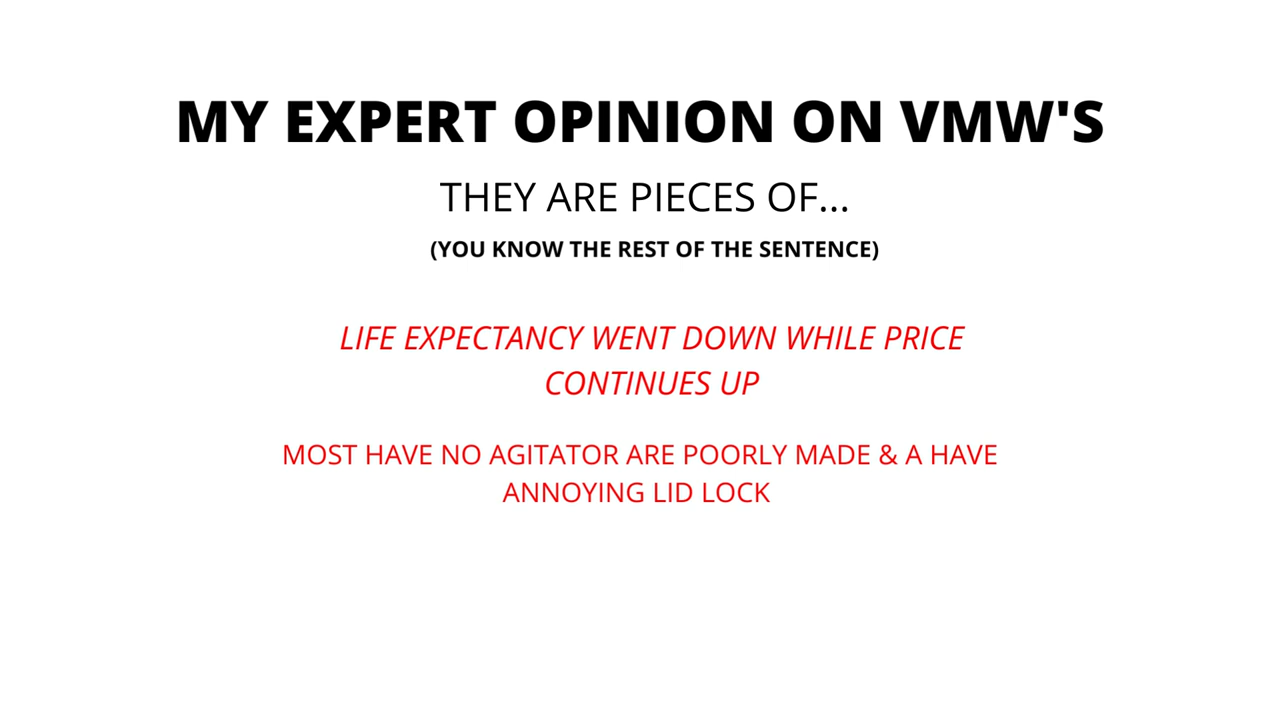 MY EXPERT OPINION ON VMW'S
THEY ARE PIECES OF...
(YOU KNOW THE REST OF THE SENTENCE)
LIFE EXPECTANCY WENT DOWN WHILE PRICE
CONTINUES UP
MOST HAVE NO AGITATOR ARE POORLY MADE & A HAVE
ANNOYING LID LOCK